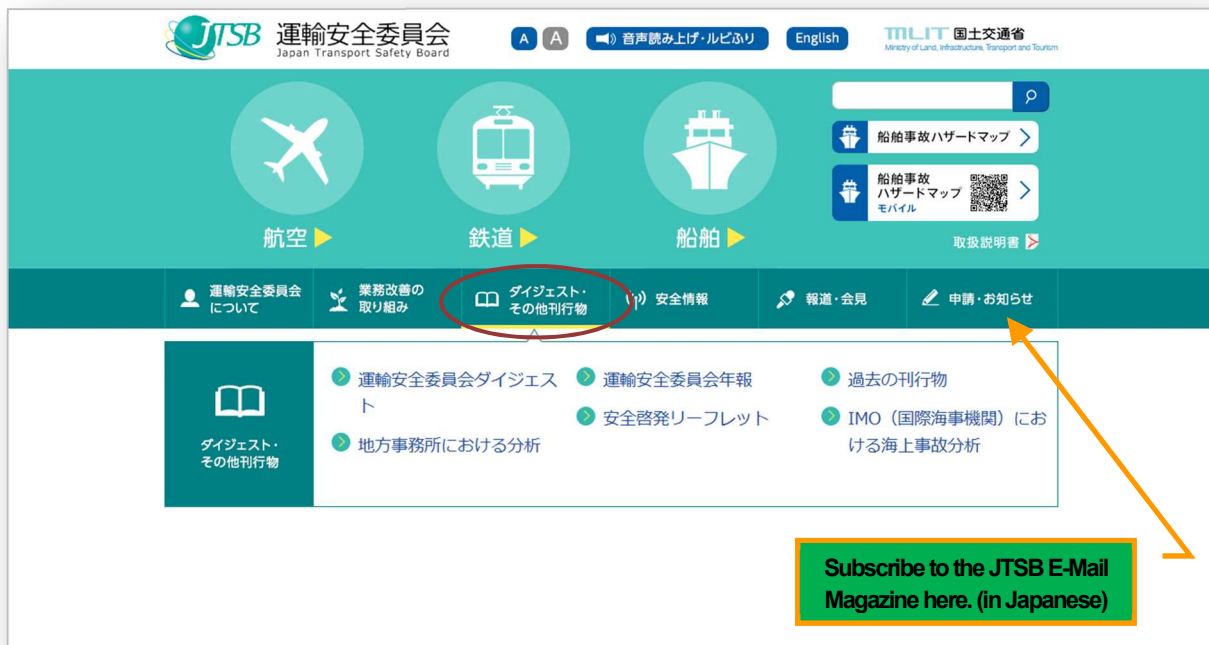 JTSB 運輸安全委員会
Japan Transport Safety Board
A A 音声読み上げ・ルビふり English
MLIT 国土交通省
Ministry of Land, Infrastructure, Transport and Tourism
船舶事故ハザードマップ
船舶事故
ハザードマップ
モバイル
取扱説明書
航空
鉄道
船舶
運輸安全委員会
について
業務改善の
取り組み
ダイジェスト・
その他刊行物
安全情報
報道・会見
申請・お知らせ
ダイジェスト・
その他刊行物
運輸安全委員会ダイジェス
ト
地方事務所における分析
運輸安全委員会年報
安全啓発リーフレット
過去の刊行物
IMO（国際海事機関）にお
ける海上事故分析
Subscribe to the JTSB E-Mail
Magazine here. (in Japanese)